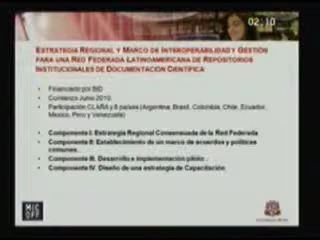 02:10
ESTRATEGIA REGIONAL Y MARCO DE INTEROPERABILIDAD Y GESTIÓN
PARA UNA RED FEDERADA LATINOAMERICANA DE REPOSITORIOS
INSTITUCIONALES DE DOCUMENTACIÓN CIENTÍFICA
• Financiado por BID
• Comienza Junio 2010.
• Participación CLARA y 8 países (Argentina, Brasil, Colombia, Chile, Ecuador,
Mexico, Peru y Venezuela)
• Componente I: Estrategia Regional Consensuada de la Red Federada
• Componente II: Establecimiento de un marco de acuerdos y políticas
comunes.
• Componente III. Desarrollo e implementación piloto.
• Componente IV. Diseño de una estrategia de Capacitación
MIC
OFF